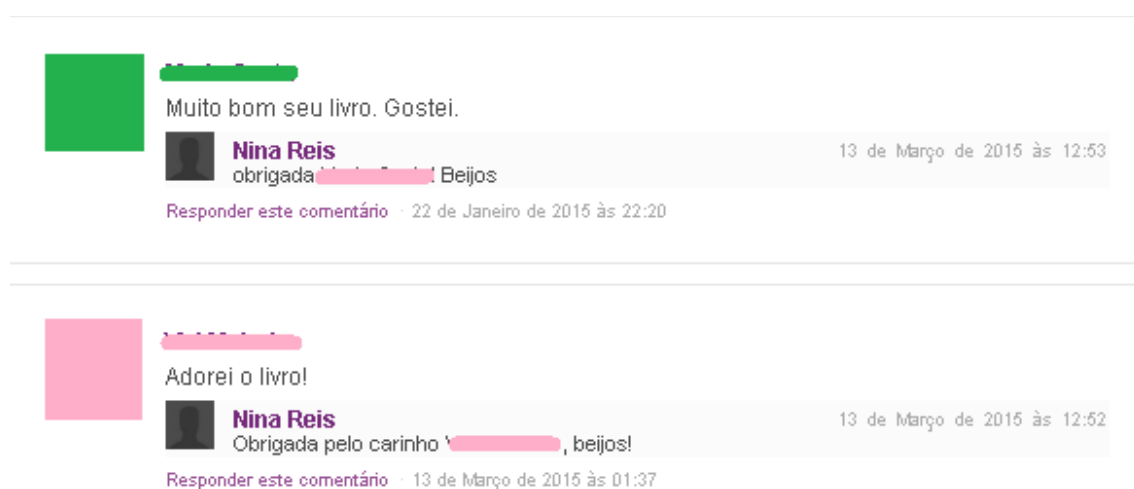 Muito bom seu livro. Gostei.
Nina Reis
13 de Março de 2015 às 12:53
obrigada ! Beijos
Responder este comentário · 22 de Janeiro de 2015 às 22:20
Adorei o livro!
Nina Reis
13 de Março de 2015 às 12:52
Obrigada pelo carinho , beijos!
Responder este comentário · 13 de Março de 2015 às 01:37